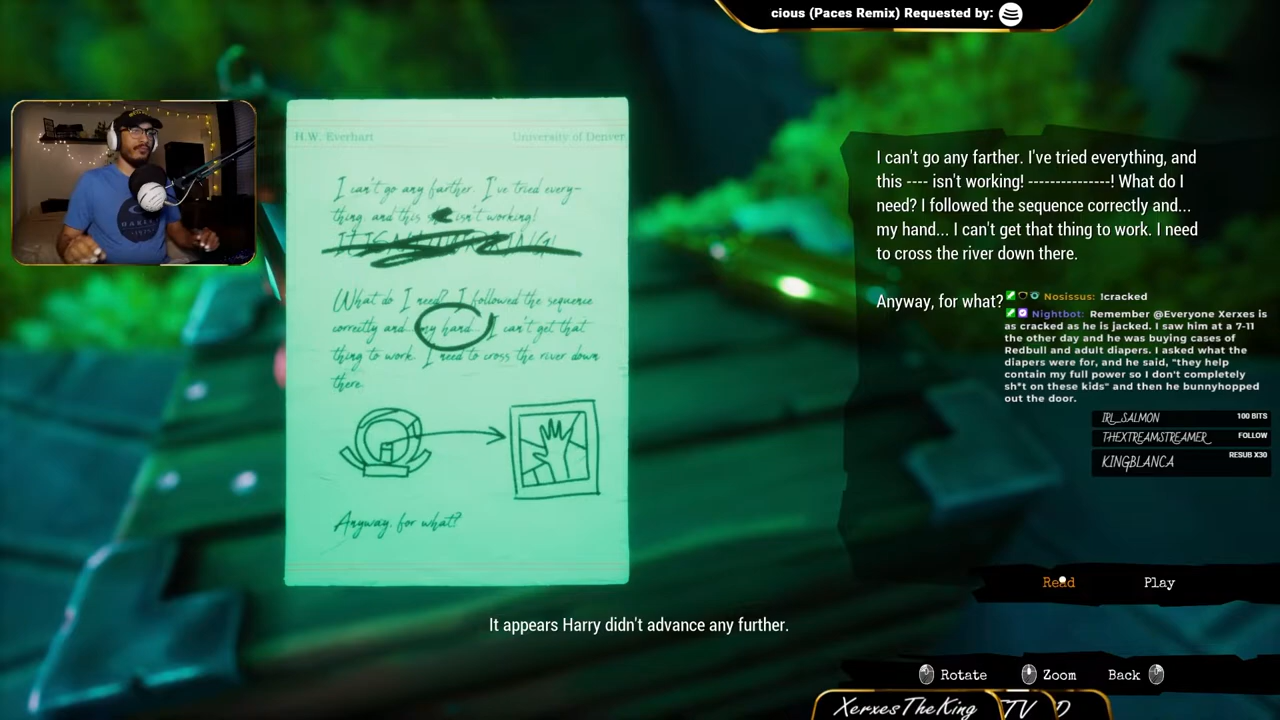 cious (Paces Remix) Requested by:
H.W. Everhart
University of Denver
I can't go any farther. I've tried every-
thing, and this isn't working!
What do I need? I followed the sequence
correctly and... my hand... I can't get that
thing to work. I need to cross the river down
there.
Anyway, for what?
I can't go any farther. I've tried everything, and
this ---- isn't working! ---------------! What do I
need? I followed the sequence correctly and...
my hand... I can't get that thing to work. I need
to cross the river down there.
Anyway, for what?
Nosissus: !cracked
Nightbot: Remember @Everyone Xerxes is
as cracked as he is jacked. I saw him at a 7-11
the other day and he was buying cases of
Redbull and adult diapers. I asked what the
diapers were for, and he said, "they help
contain my full power so I don't completely
sh*t on these kids" and then he bunnyhopped
out the door.
IRL_SALMON 100 BITS
THEXTREAMSTREAMER_ FOLLOW
KINGBLANCA RESUB X30
Read Play
It appears Harry didn't advance any further.
Rotate Zoom Back
XerxesTheKing TV D